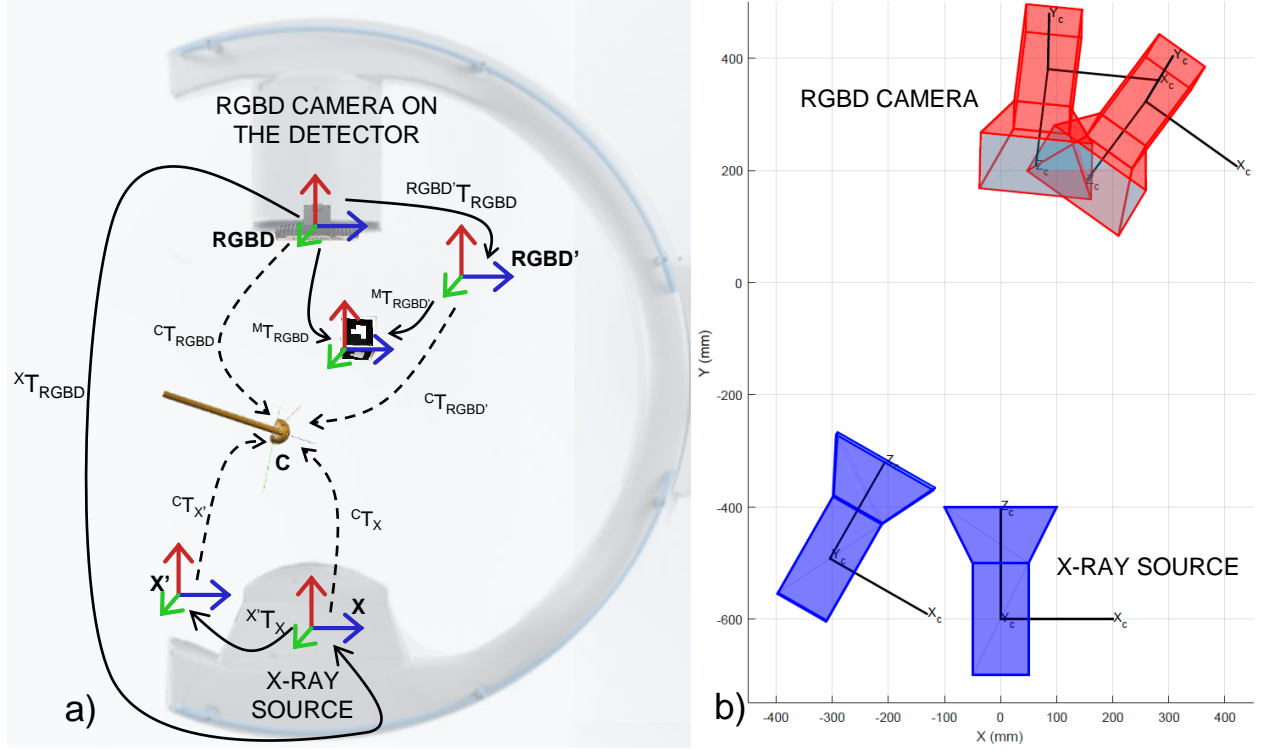 RGBD CAMERA ON
THE DETECTOR
RGBD'TRGBD
RGBD
RGBD'
MTRGBD'
MTRGBD
CTRGBD
XTRGBD
CTRGBD'
C
CTX'
CTX
X'
X'TX
X
X-RAY
SOURCE
a)
RGBD CAMERA
Yc
Yc
Xc
Xc
Zc
Zc
400
200
0
-200
-400
-600
Y (mm)
Zc
Yc
Xc
Zc
Yc
Xc
X-RAY SOURCE
-400
-300
-200
-100
0
100
200
300
400
X (mm)
b)